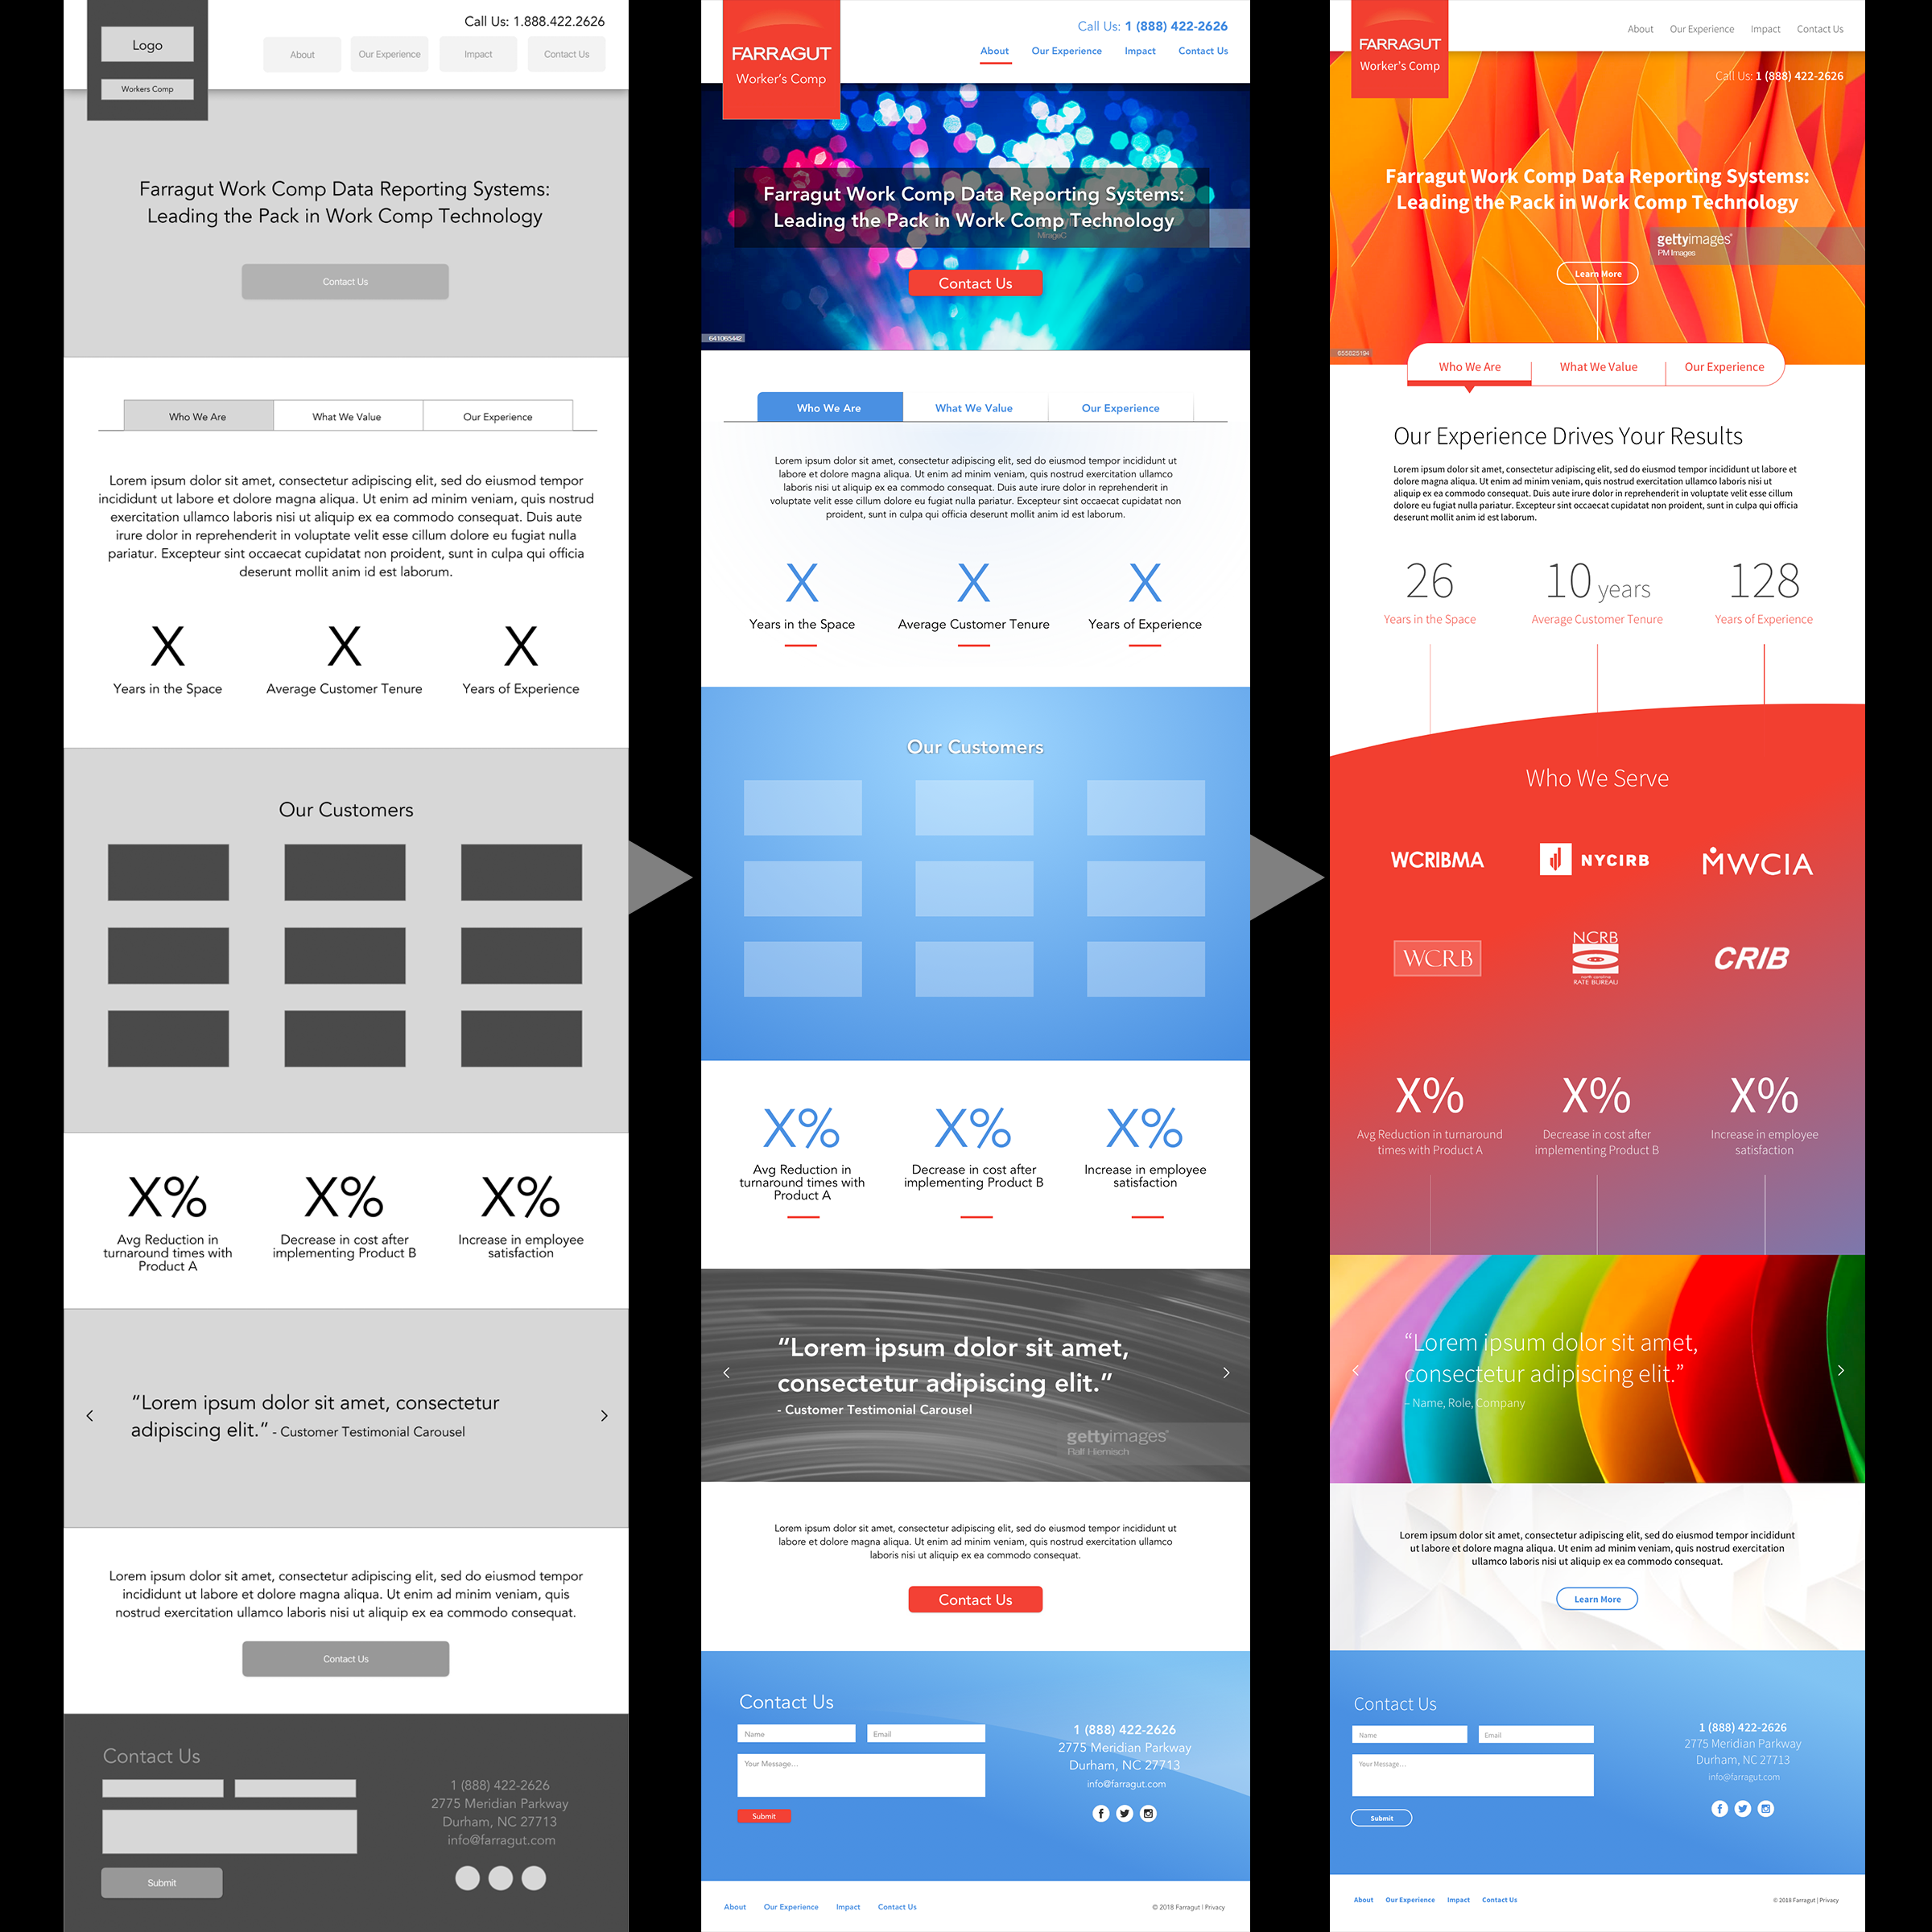 Logo
Workers Comp
Call Us: 1.888.422.2626
About
Our Experience
Impact
Contact Us
Farragut Work Comp Data Reporting Systems:
Leading the Pack in Work Comp Technology
Contact Us
Who We Are
What We Value
Our Experience
Lorem ipsum dolor sit amet, consectetur adipiscing elit, sed do eiusmod tempor
incididunt ut labore et dolore magna aliqua. Ut enim ad minim veniam, quis nostrud
exercitation ullamco laboris nisi ut aliquip ex ea commodo consequat. Duis aute
irure dolor in reprehenderit in voluptate velit esse cillum dolore eu fugiat nulla
pariatur. Excepteur sint occaecat cupidatat non proident, sunt in culpa qui officia
deserunt mollit anim id est laborum.
X
X
X
Years in the Space
Average Customer Tenure
Years of Experience
Our Customers
X%
X%
X%
Avg Reduction in
turnaround times with
Product A
Decrease in cost after
implementing Product B
Increase in employee
satisfaction
“Lorem ipsum dolor sit amet, consectetur
adipiscing elit.” - Customer Testimonial Carousel
Lorem ipsum dolor sit amet, consectetur adipiscing elit, sed do eiusmod tempor
incididunt ut labore et dolore magna aliqua. Ut enim ad minim veniam, quis
nostrud exercitation ullamco laboris nisi ut aliquip ex ea commodo consequat.
Contact Us
Contact Us
Submit
1 (888) 422-2626
2775 Meridian Parkway
Durham, NC 27713
info@farragut.com
FARRAGUT
Worker's Comp
Call Us: 1 (888) 422-2626
About
Our Experience
Impact
Contact Us
Farragut Work Comp Data Reporting Systems:
Leading the Pack in Work Comp Technology
MirageC
Contact Us
641065442
Who We Are
What We Value
Our Experience
Lorem ipsum dolor sit amet, consectetur adipiscing elit, sed do eiusmod tempor incididunt ut
labore et dolore magna aliqua. Ut enim ad minim veniam, quis nostrud exercitation ullamco
laboris nisi ut aliquip ex ea commodo consequat. Duis aute irure dolor in reprehenderit in
voluptate velit esse cillum dolore eu fugiat nulla pariatur. Excepteur sint occaecat cupidatat non
proident, sunt in culpa qui officia deserunt mollit anim id est laborum.
X
X
X
Years in the Space
Average Customer Tenure
Years of Experience
Our Customers
X%
X%
X%
Avg Reduction in
turnaround times with
Product A
Decrease in cost after
implementing Product B
Increase in employee
satisfaction
“Lorem ipsum dolor sit amet,
consectetur adipiscing elit.”
- Customer Testimonial Carousel
gettyimages®
Ralf Hiemisch
Lorem ipsum dolor sit amet, consectetur adipiscing elit, sed do eiusmod tempor incididunt ut
labore et dolore magna aliqua. Ut enim ad minim veniam, quis nostrud exercitation ullamco
laboris nisi ut aliquip ex ea commodo consequat.
Contact Us
Contact Us
Name
Email
Your Message...
Submit
1 (888) 422-2626
2775 Meridian Parkway
Durham, NC 27713
info@farragut.com
About
Our Experience
Impact
Contact Us
© 2018 Farragut | Privacy
FARRAGUT
Worker's Comp
About
Our Experience
Impact
Contact Us
Call Us: 1 (888) 422-2626
Farragut Work Comp Data Reporting Systems:
Leading the Pack in Work Comp Technology
gettyimages®
PM Images
Learn More
655825194
Who We Are
What We Value
Our Experience
Our Experience Drives Your Results
Lorem ipsum dolor sit amet, consectetur adipiscing elit, sed do eiusmod tempor incididunt ut labore et
dolore magna aliqua. Ut enim ad minim veniam, quis nostrud exercitation ullamco laboris nisi ut
aliquip ex ea commodo consequat. Duis aute irure dolor in reprehenderit in voluptate velit esse cillum
dolore eu fugiat nulla pariatur. Excepteur sint occaecat cupidatat non proident, sunt in culpa qui officia
deserunt mollit anim id est laborum.
26
10 years
128
Years in the Space
Average Customer Tenure
Years of Experience
Who We Serve
WCRIBMA
NYCIRB
MWCIA
WCRB
NCRB
north carolina
RATE BUREAU
CRIB
X%
X%
X%
Avg Reduction in turnaround
times with Product A
Decrease in cost after
implementing Product B
Increase in employee
satisfaction
“Lorem ipsum dolor sit amet,
consectetur adipiscing elit.”
– Name, Role, Company
Lorem ipsum dolor sit amet, consectetur adipiscing elit, sed do eiusmod tempor incididunt
ut labore et dolore magna aliqua. Ut enim ad minim veniam, quis nostrud exercitation
ullamco laboris nisi ut aliquip ex ea commodo consequat.
Learn More
Contact Us
Name
Email
Your Message...
Submit
1 (888) 422-2626
2775 Meridian Parkway
Durham, NC 27713
info@farragut.com
About
Our Experience
Impact
Contact Us
© 2019 Farragut | Privacy